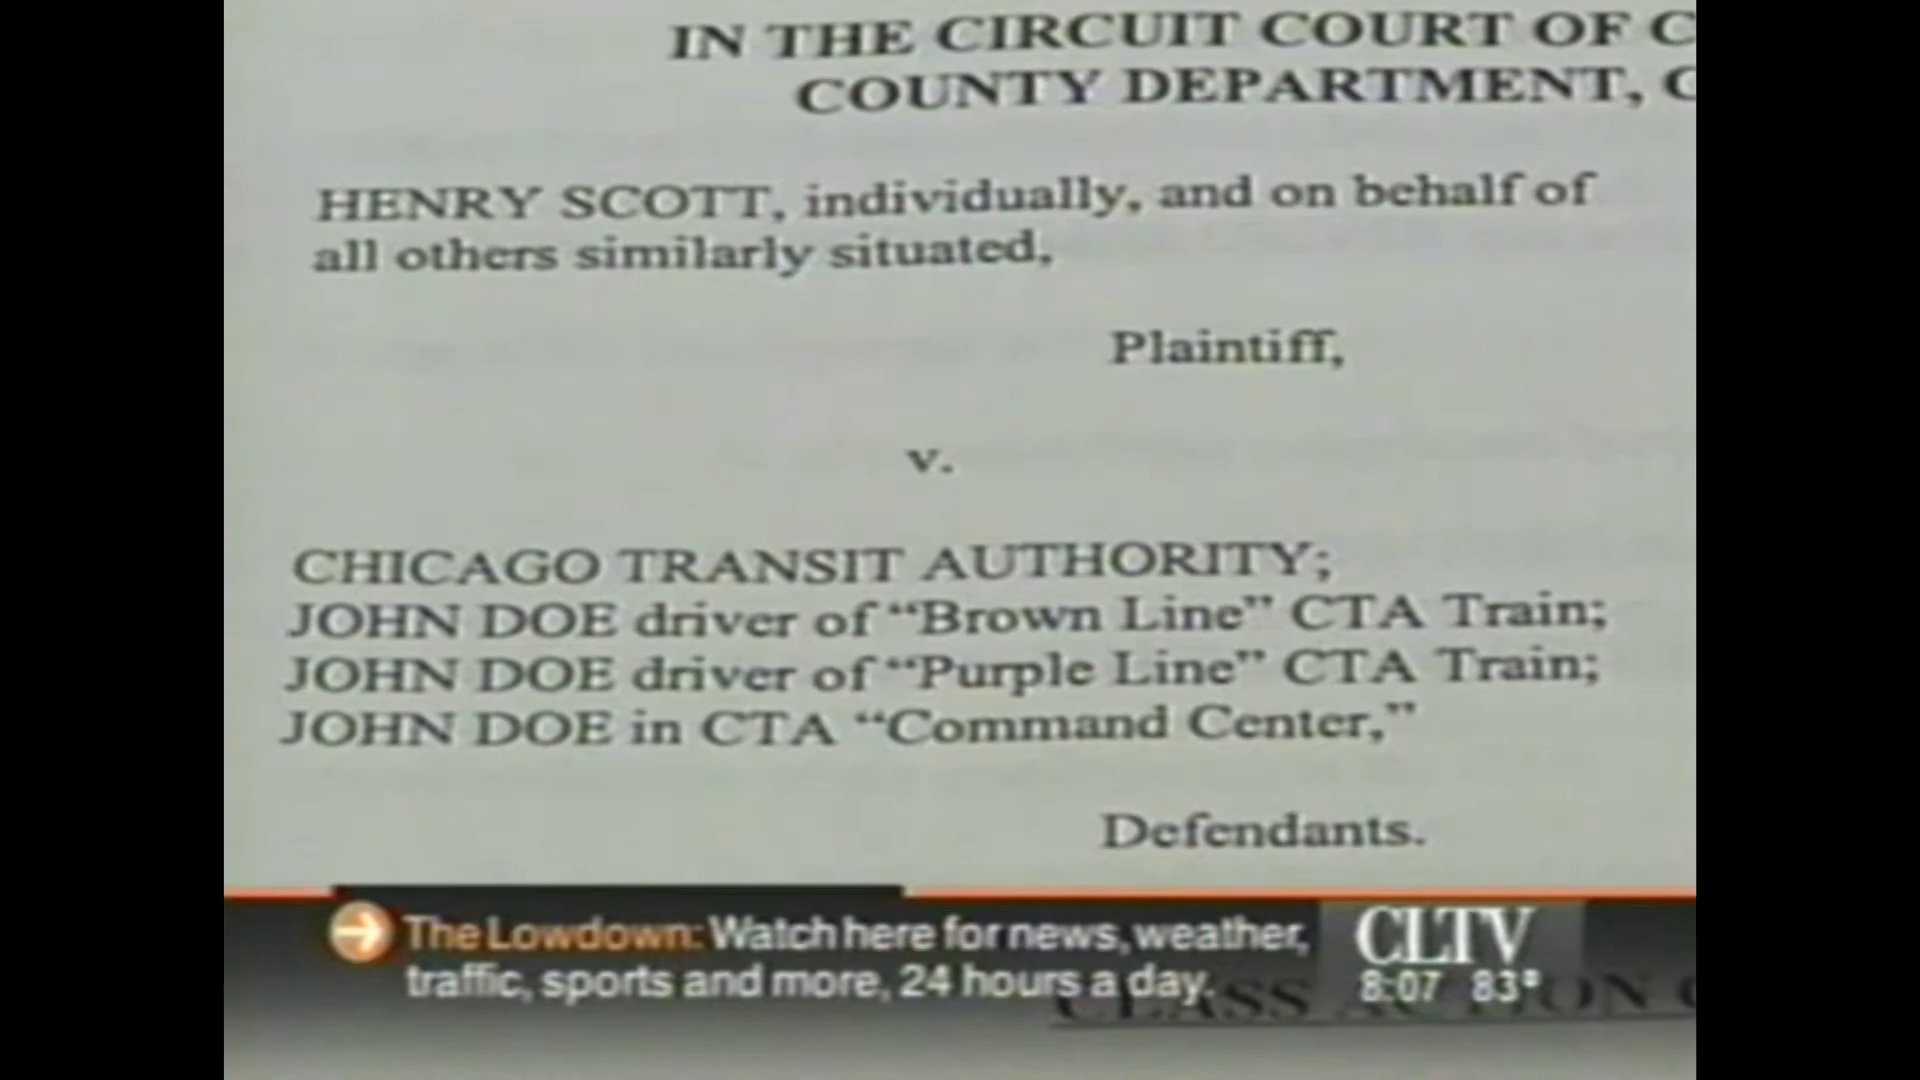 IN THE CIRCUIT COURT OF C
COUNTY DEPARTMENT, C
HENRY SCOTT, individually, and on behalf of
all others similarly situated,
Plaintiff,
v.
CHICAGO TRANSIT AUTHORITY;
JOHN DOE driver of “Brown Line” CTA Train;
JOHN DOE driver of “Purple Line” CTA Train;
JOHN DOE in CTA “Command Center,”
Defendants.
The Lowdown: Watch here for news, weather,
traffic, sports and more, 24 hours a day.
CLTV
8:07 83°
CLASS ACTION C